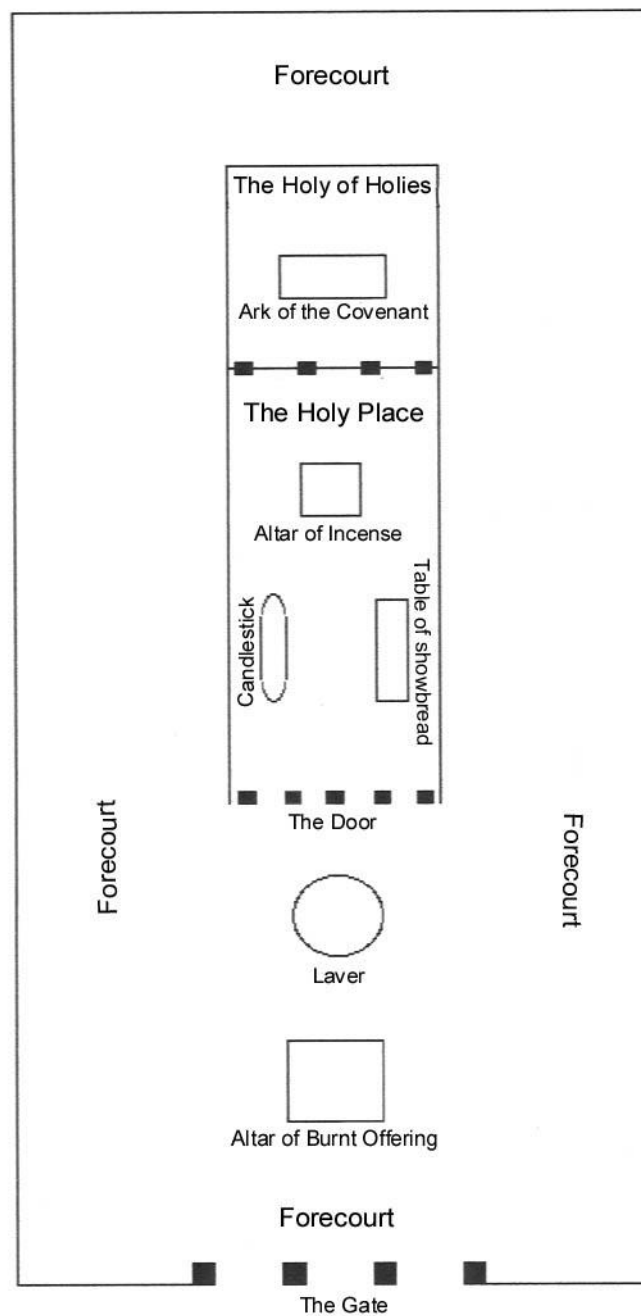 Forecourt
The Holy of Holies
Ark of the Covenant
The Holy Place
Altar of Incense
Candlestick
Table of showbread
The Door
Forecourt
Forecourt
Laver
Altar of Burnt Offering
Forecourt
The Gate